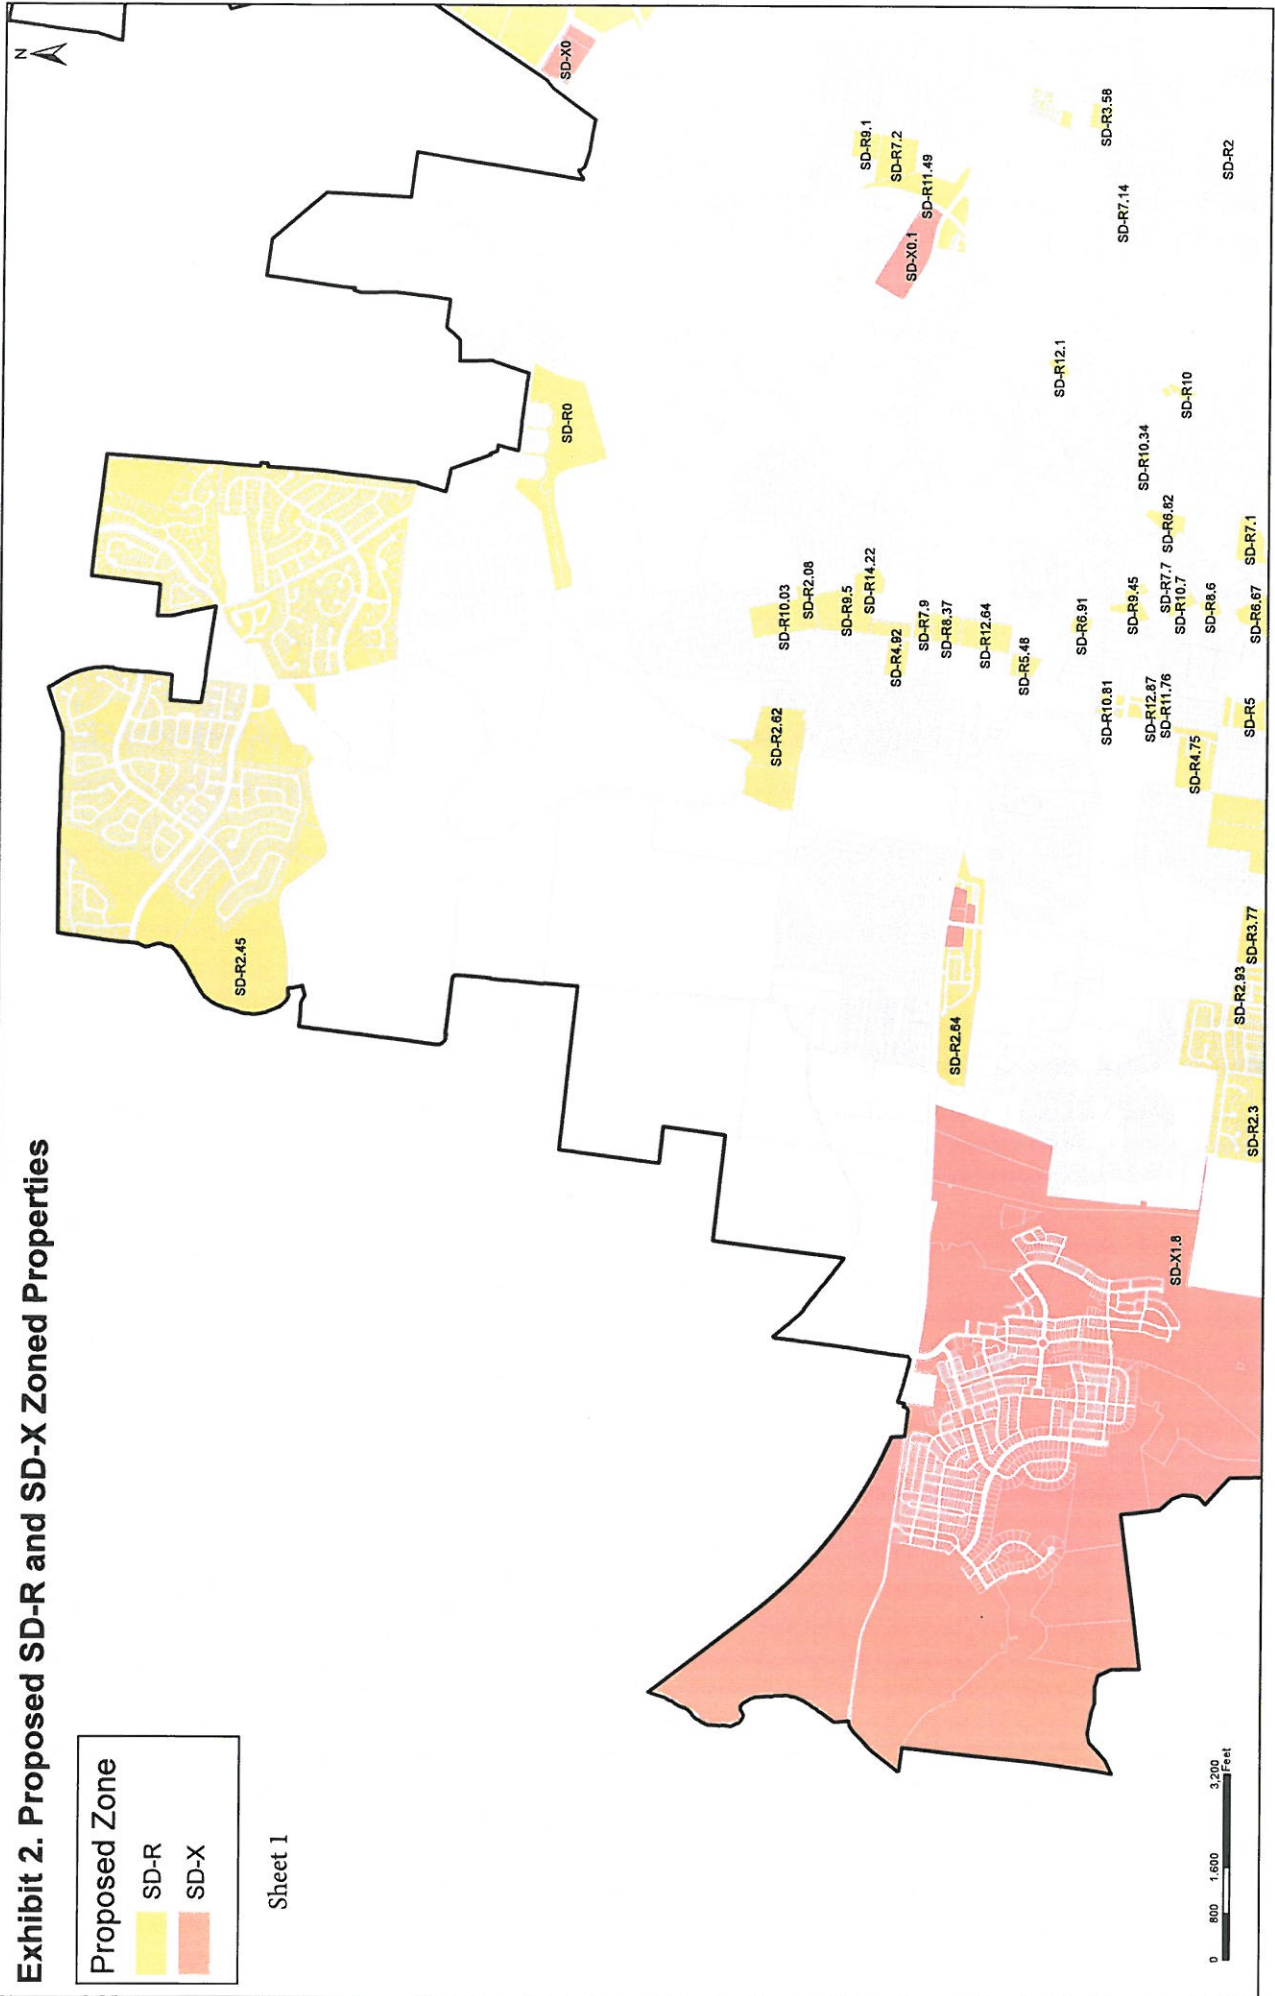 Exhibit 2. Proposed SD-R and SD-X Zoned Properties
Proposed Zone
SD-R
SD-X
Sheet 1
N
SD-X0
SD-R2.45
SD-R0
SD-R9.1
SD-R7.2
SD-R11.49
SD-X0.1
SD-R3.58
SD-R7.14
SD-R2
SD-R12.1
SD-R10
SD-R10.34
SD-R6.82
SD-R7.1
SD-R10.03
SD-R2.08
SD-R9.5
SD-R14.22
SD-R4.92
SD-R7.9
SD-R8.37
SD-R12.64
SD-R5.48
SD-R2.62
SD-R6.91
SD-R9.45
SD-R7.7
SD-R10.7
SD-R8.6
SD-R6.67
SD-R10.81
SD-R12.87
SD-R11.76
SD-R4.75
SD-R5
SD-R2.64
SD-R3.77
SD-R2.93
SD-R2.3
SD-X1.8
0 800 1,600 3,200
Feet